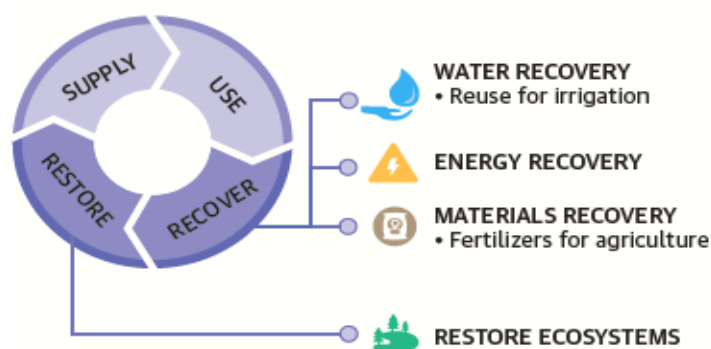 SUPPLY
USE
RESTORE
RECOVER
WATER RECOVERY
• Reuse for irrigation
ENERGY RECOVERY
MATERIALS RECOVERY
• Fertilizers for agriculture
RESTORE ECOSYSTEMS